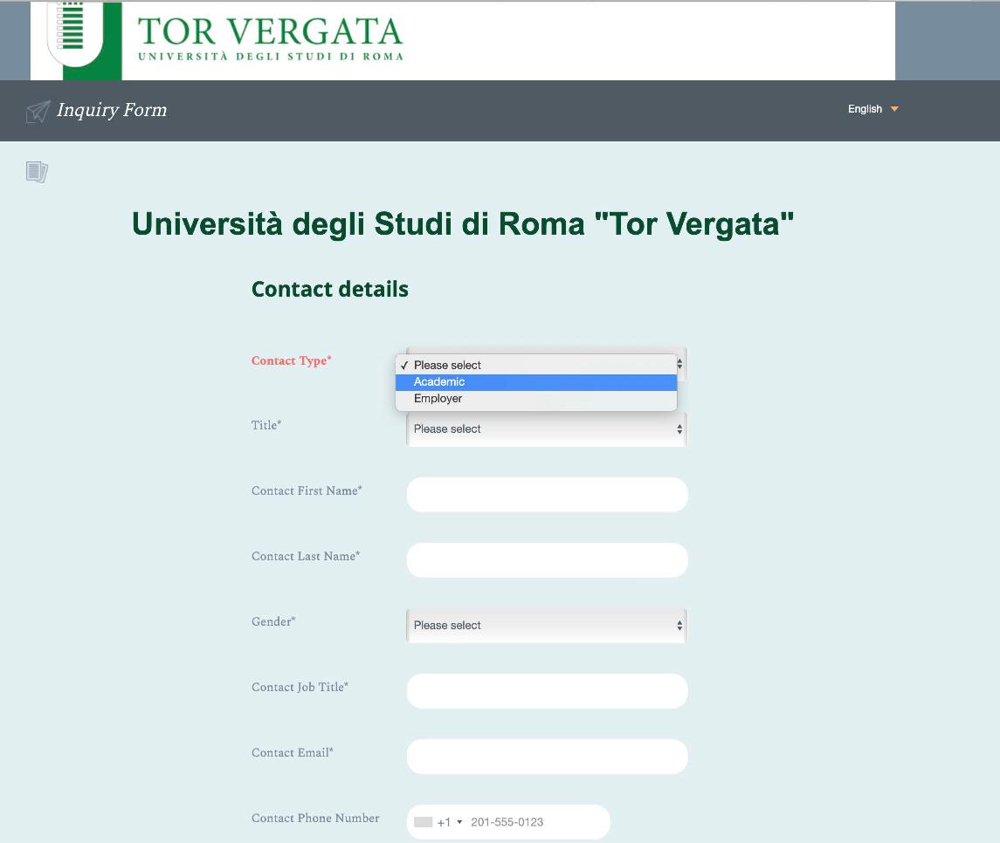 TOR VERGATA
UNIVERSITÀ DEGLI STUDI DI ROMA
Inquiry Form
English
Università degli Studi di Roma "Tor Vergata"
Contact details
Contact Type*
✓ Please select
Academic
Employer
Title*
Please select
Contact First Name*
Contact Last Name*
Gender*
Please select
Contact Job Title*
Contact Email*
Contact Phone Number
+1 201-555-0123